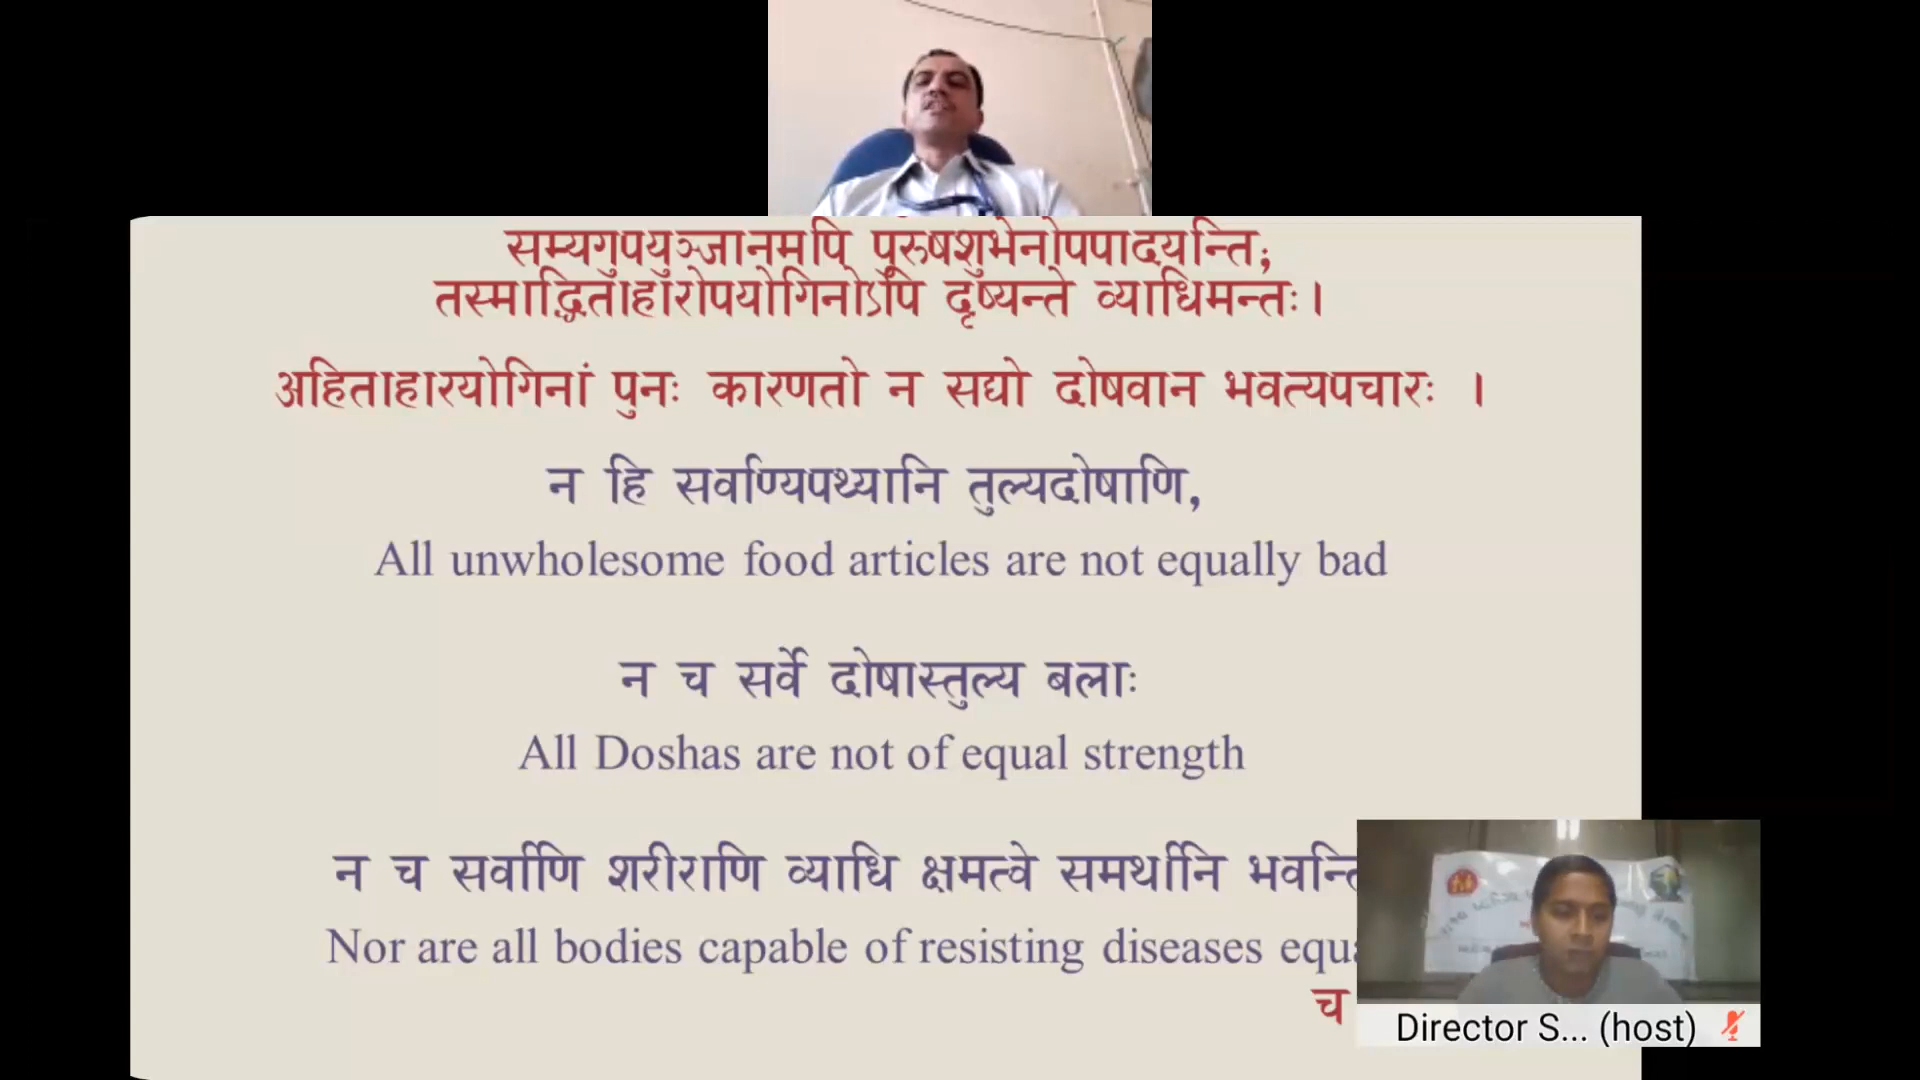 सम्यगुपयुञ्जानमपि पुरुषशुभेनोपपादयन्ति;
तस्माद्धिताहारोपयोगिनोऽपि दृष्यन्ते व्याधिमन्तः।
अहिताहारयोगिनां पुनः कारणतो न सद्यो दोषवान भवत्यपचारः ।
न हि सर्वाण्यपथ्यानि तुल्यदोषाणि,
All unwholesome food articles are not equally bad
न च सर्वे दोषास्तुल्य बलाः
All Doshas are not of equal strength
न च सर्वाणि शरीराणि व्याधि क्षमत्वे समर्थानि भवन्ति
Nor are all bodies capable of resisting diseases equa
च
Director S... (host)